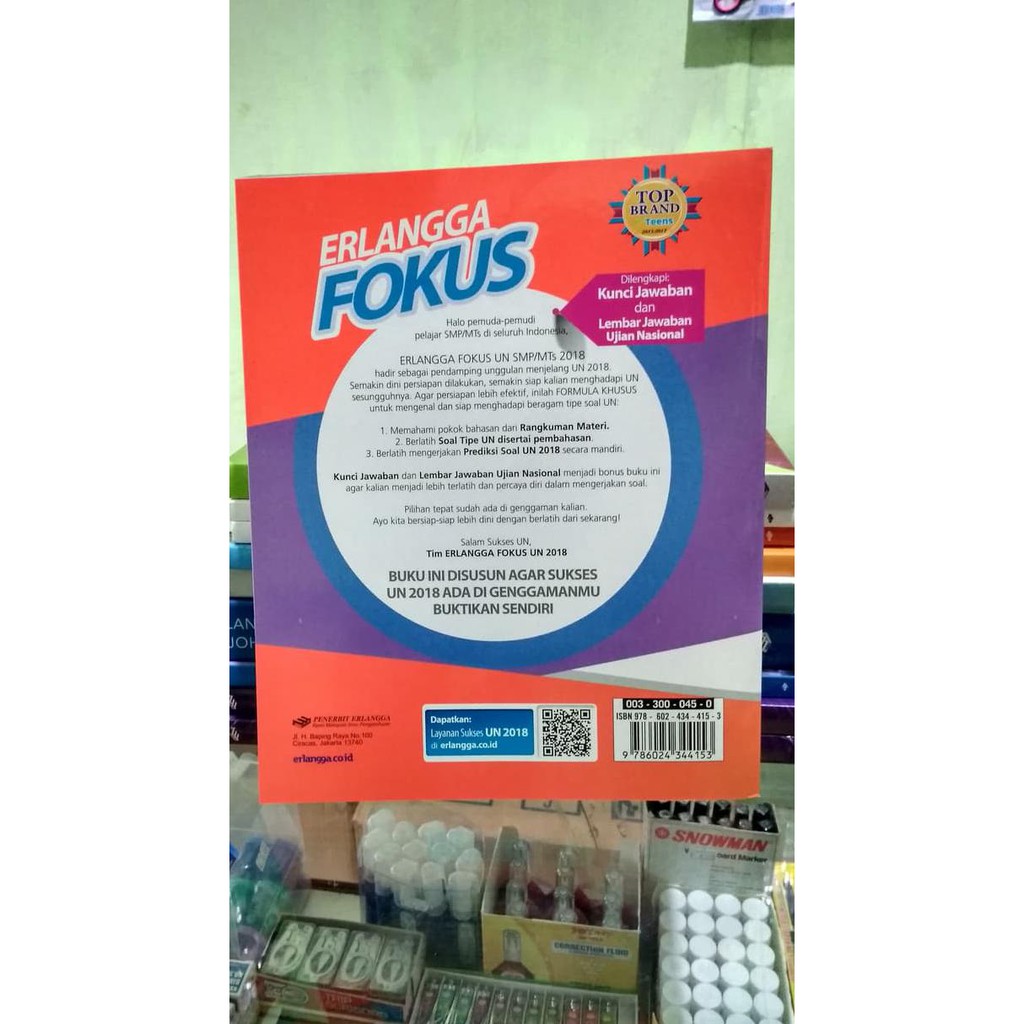 TOP
BRAND
Teens
ERLANGGA
FOKUS
Dilengkapi:
Kunci Jawaban
dan
Lembar Jawaban
Ujian Nasional
Halo pemuda-pemudi
pelajar SMP/MTs di seluruh Indonesia,
ERLANGGA FOKUS UN SMP/MTs 2018
hadir sebagai pendamping unggulan menjelang UN 2018.
Semakin dini persiapan dilakukan, semakin siap kalian menghadapi UN
sesungguhnya. Agar persiapan lebih efektif, inilah FORMULA KHUSUS
untuk mengenal dan siap menghadapi beragam tipe soal UN:
1. Memahami pokok bahasan dari Rangkuman Materi.
2. Berlatih Soal Tipe UN disertai pembahasan.
3. Berlatih mengerjakan Prediksi Soal UN 2018 secara mandiri.
Kunci Jawaban dan Lembar Jawaban Ujian Nasional menjadi bonus buku ini
agar kalian menjadi lebih terlatih dan percaya diri dalam mengerjakan soal.
Pilihan tepat sudah ada di genggaman kalian.
Ayo kita bersiap-siap lebih dini dengan berlatih dari sekarang!
Salam Sukses UN,
Tim ERLANGGA FOKUS UN 2018
BUKU INI DISUSUN AGAR SUKSES
UN 2018 ADA DI GENGGAMANMU
BUKTIKAN SENDIRI
PENERBIT ERLANGGA
Jl. H. Baping Raya No. 100
Ciracas, Jakarta 13740
erlangga.co.id
Dapatkan:
Layanan Sukses UN 2018
di erlangga.co.id
003 - 300 - 045 - 0
ISBN 978 - 602 - 434 - 415 - 3
9 786024 344153
LAN
JOH
SNOWMAN
CORRECTION FLUID